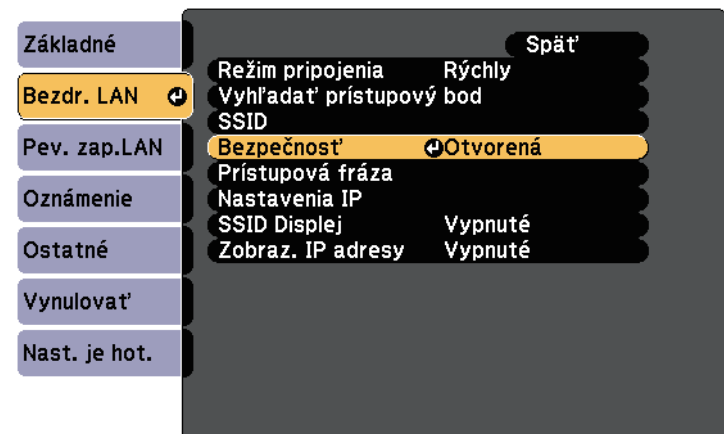 Základné
Bezdr. LAN
Pev. zap.LAN
Oznámenie
Ostatné
Vynulovať
Nast. je hot.
Späť
Režim pripojenia Rýchly
Vyhľadať prístupový bod
SSID
Bezpečnosť Otvorená
Prístupová fráza
Nastavenia IP
SSID Displej Vypnuté
Zobraz. IP adresy Vypnuté